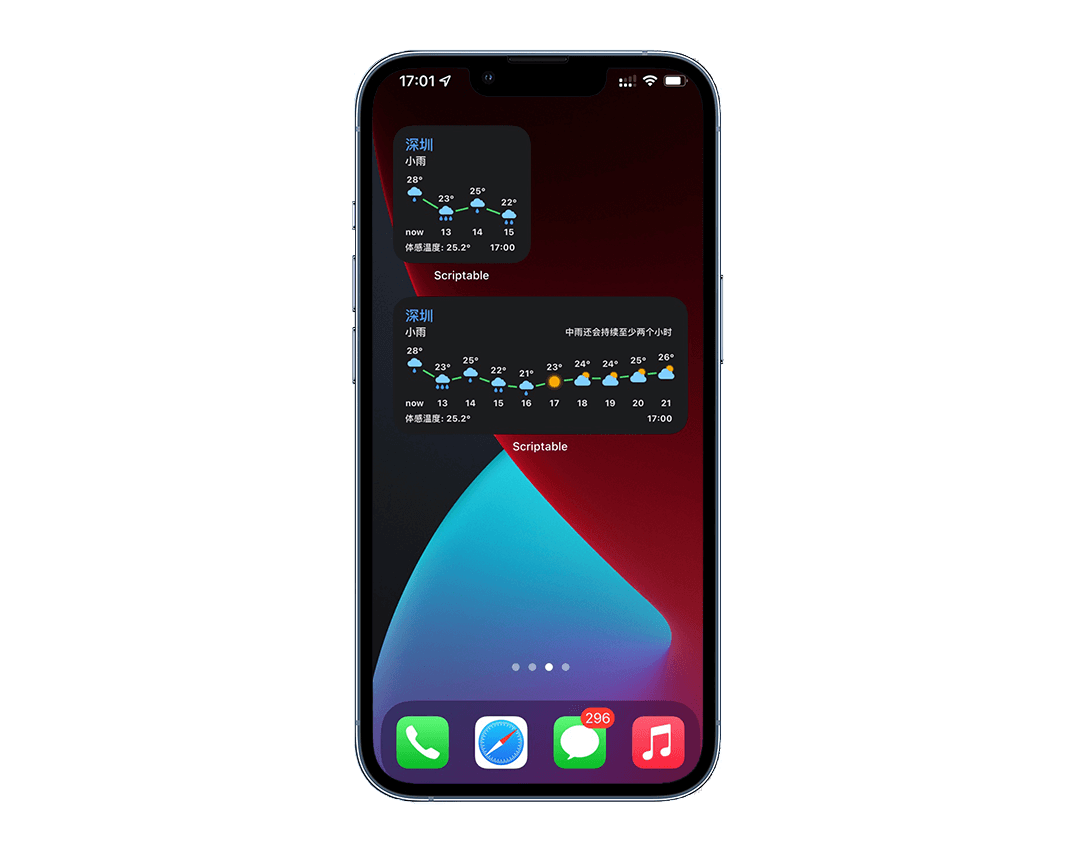 17:01
深圳
小雨
28° 23° 25° 22°
now 13 14 15
体感温度: 25.2° 17:00
Scriptable
深圳
小雨 中雨还会持续至少两个小时
28° 23° 25° 22° 21° 23° 24° 24° 25° 26°
now 13 14 15 16 17 18 19 20 21
体感温度: 25.2° 17:00
Scriptable
296